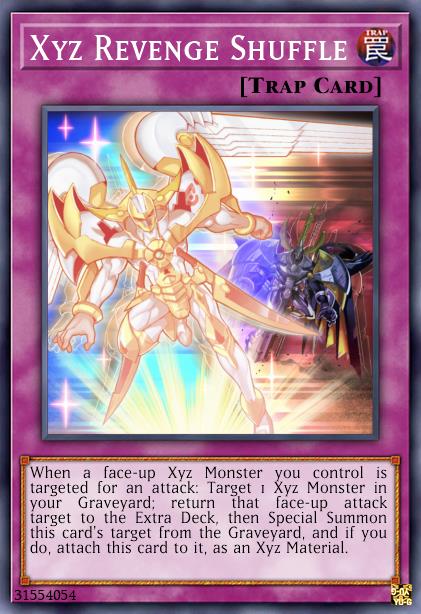 Xyz Revenge Shuffle
TRAP
罠
[Trap Card]
When a face-up Xyz Monster you control is
targeted for an attack: Target 1 Xyz Monster in
your Graveyard; return that face-up attack
target to the Extra Deck, then Special Summon
this card's target from the Graveyard, and if you
do, attach this card to it, as an Xyz Material.
31554054